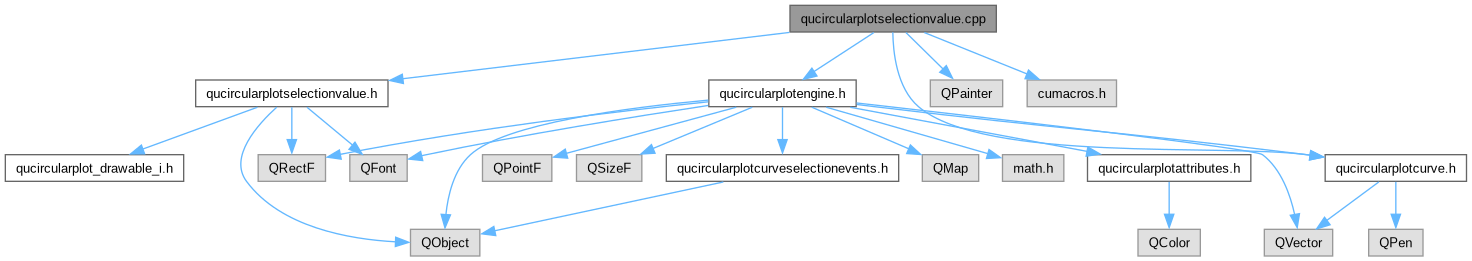 qucircularplotselectionvalue.cpp
qucircularplotselectionvalue.h
qucircularplotengine.h
QPainter
cumacros.h
qucircularplot_drawable_i.h
QRectF
QFont
QPointF
QSizeF
qucircularplotcurveselectionevents.h
QMap
math.h
qucircularplotattributes.h
qucircularplotcurve.h
QObject
QColor
QVector
QPen